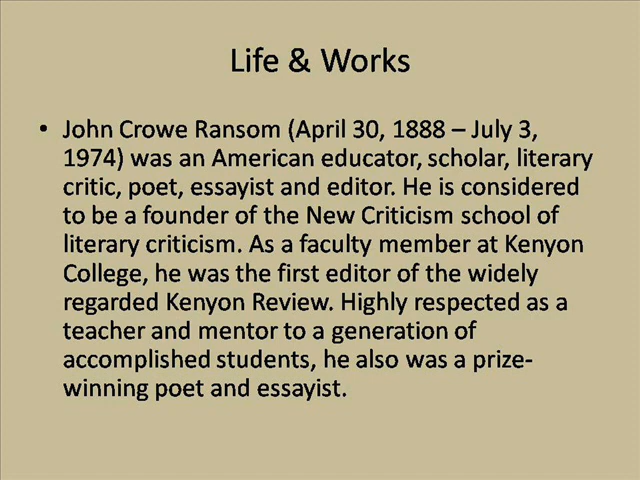 Life & Works
• John Crowe Ransom (April 30, 1888 – July 3,
1974) was an American educator, scholar, literary
critic, poet, essayist and editor. He is considered
to be a founder of the New Criticism school of
literary criticism. As a faculty member at Kenyon
College, he was the first editor of the widely
regarded Kenyon Review. Highly respected as a
teacher and mentor to a generation of
accomplished students, he also was a prize-
winning poet and essayist.